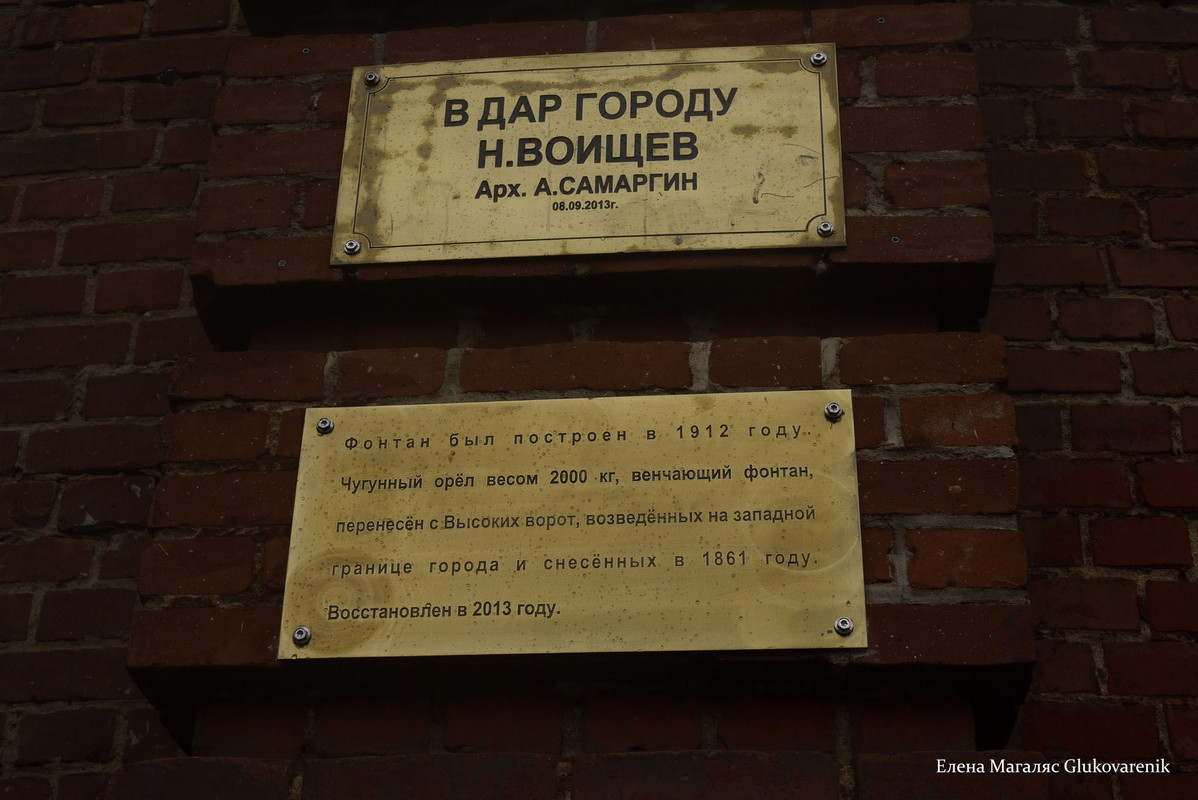 В ДАР ГОРОДУ
Н.ВОИЩЕВ
Арх. А.САМАРГИН
08.09.2013г.
Фонтан был построен в 1912 году.
Чугунный орёл весом 2000 кг, венчающий фонтан,
перенесён с Высоких ворот, возведённых на западной
границе города и снесённых в 1861 году.
Восстановлен в 2013 году.
Елена Магаляс Glukovarenik